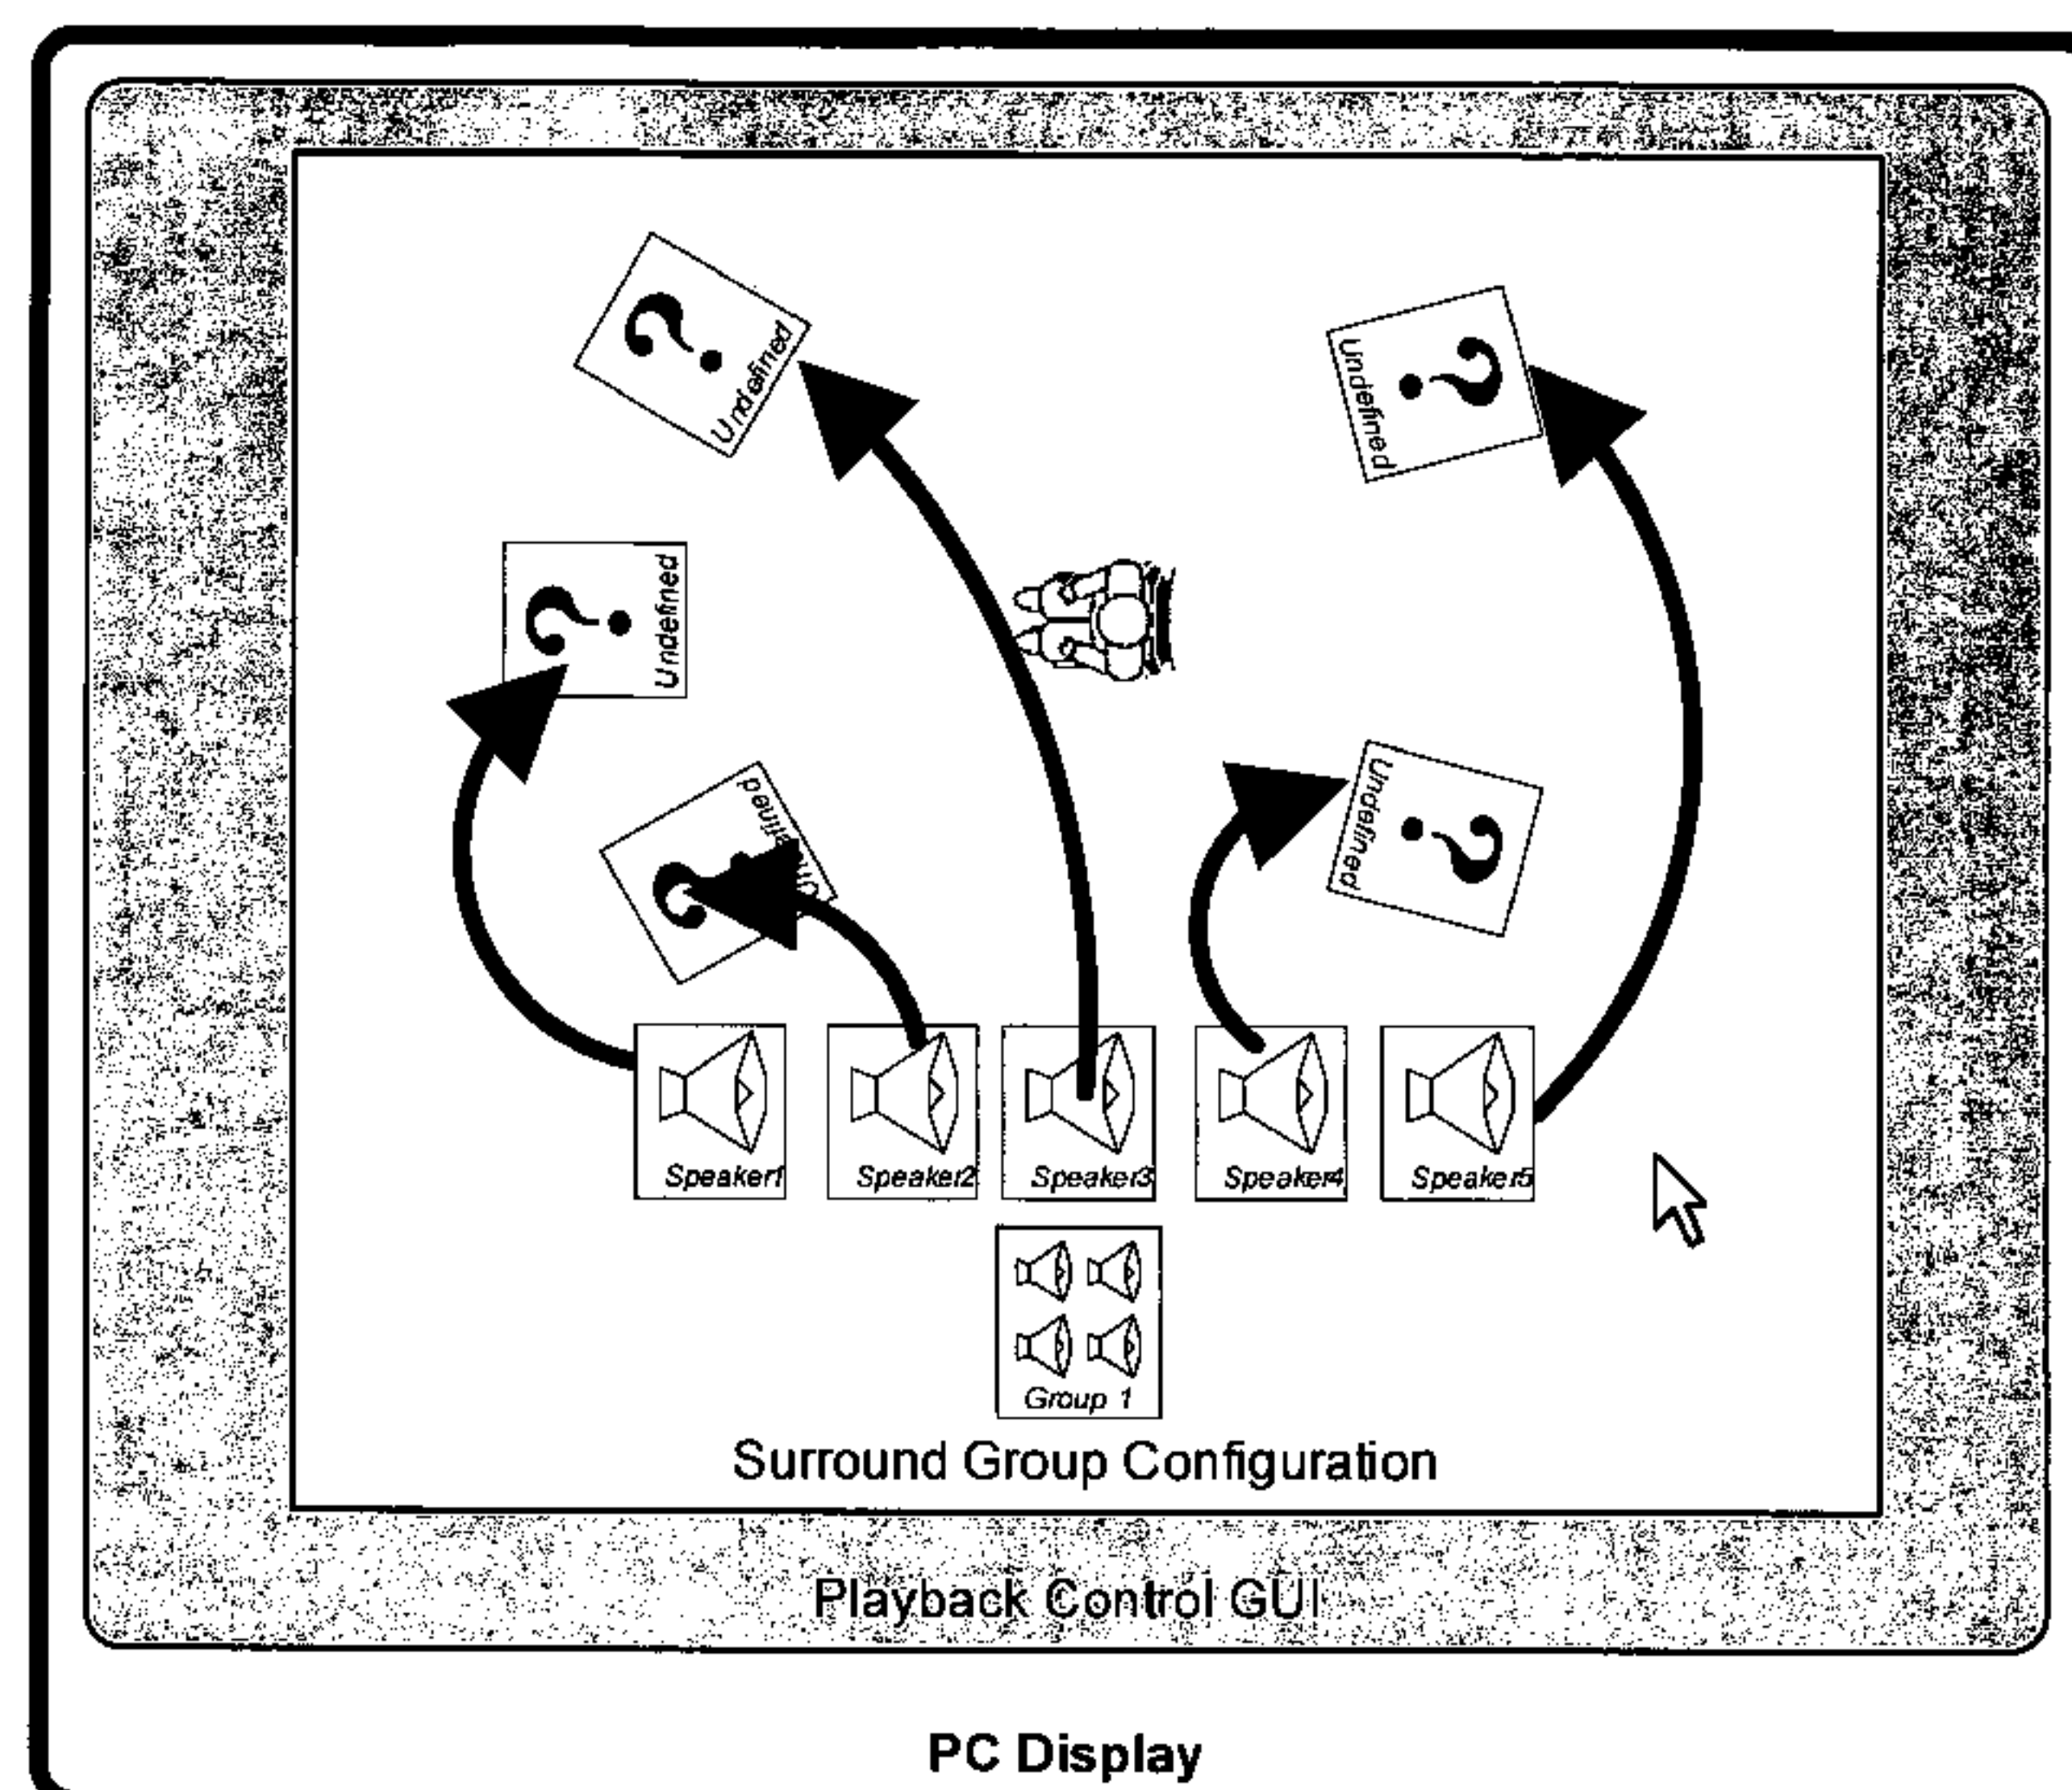 ? Undefined
? Undefined
? Undefined
? Undefined
? Undefined
Speaker1 Speaker2 Speaker3 Speaker4 Speaker5
Group 1
Surround Group Configuration
Playback Control GUI
PC Display